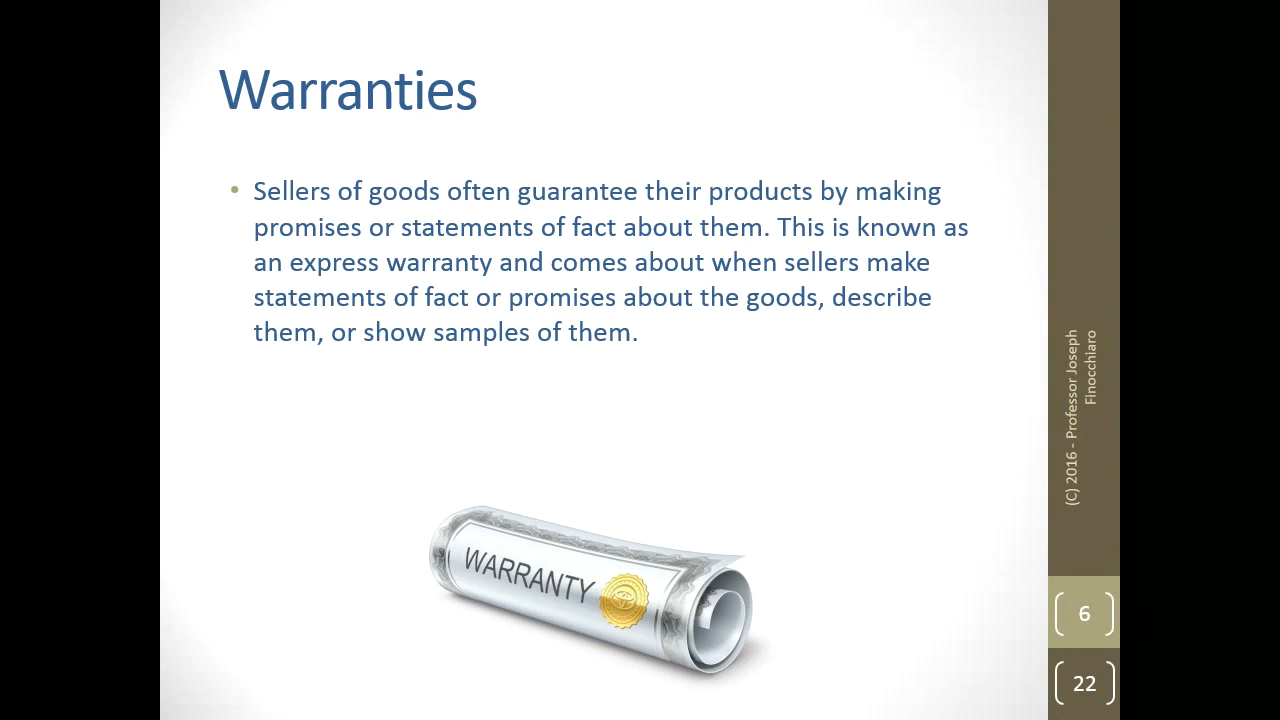 Warranties
• Sellers of goods often guarantee their products by making
promises or statements of fact about them. This is known as
an express warranty and comes about when sellers make
statements of fact or promises about the goods, describe
them, or show samples of them.
WARRANTY
(C) 2016 - Professor Joseph
Finocchiaro
6
22